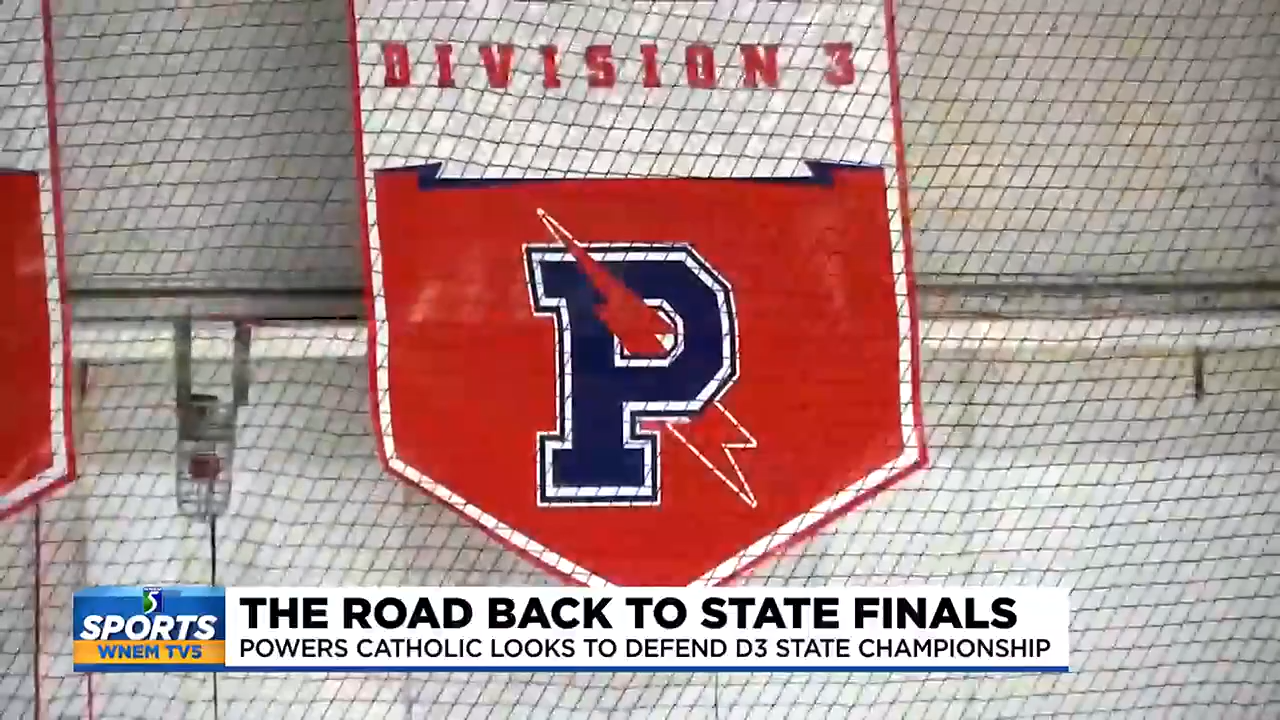 DIVISION 3
P
5
SPORTS
WNEM TV5
THE ROAD BACK TO STATE FINALS
POWERS CATHOLIC LOOKS TO DEFEND D3 STATE CHAMPIONSHIP